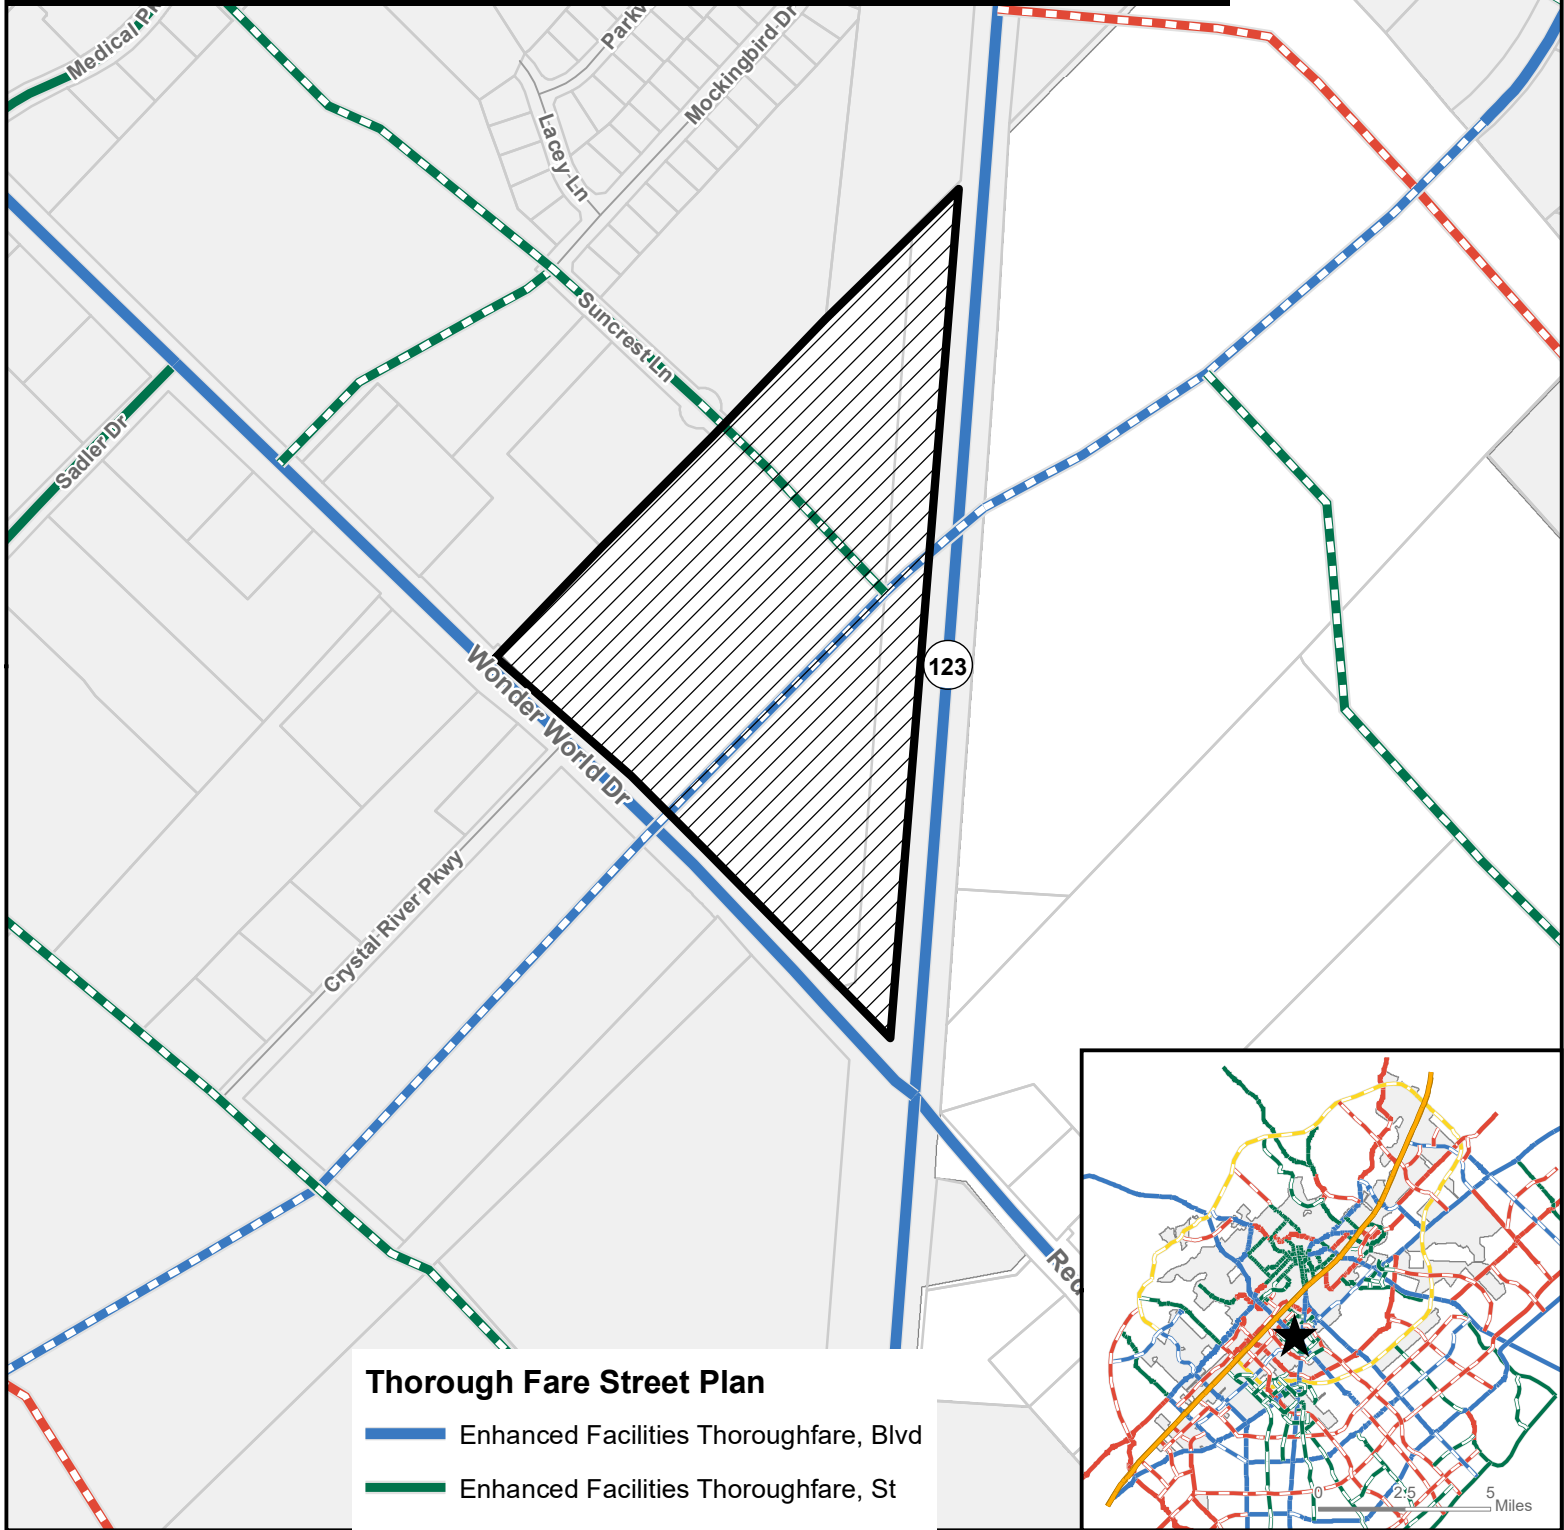 Medical
Mockingbird Dr
Lacey Ln
Suncrest Ln
Sadler Dr
123
Wonder World Dr
Crystal River Pkwy
Red
Thorough Fare Street Plan
Enhanced Facilities Thoroughfare, Blvd
Enhanced Facilities Thoroughfare, St
0 2.5 5
Miles